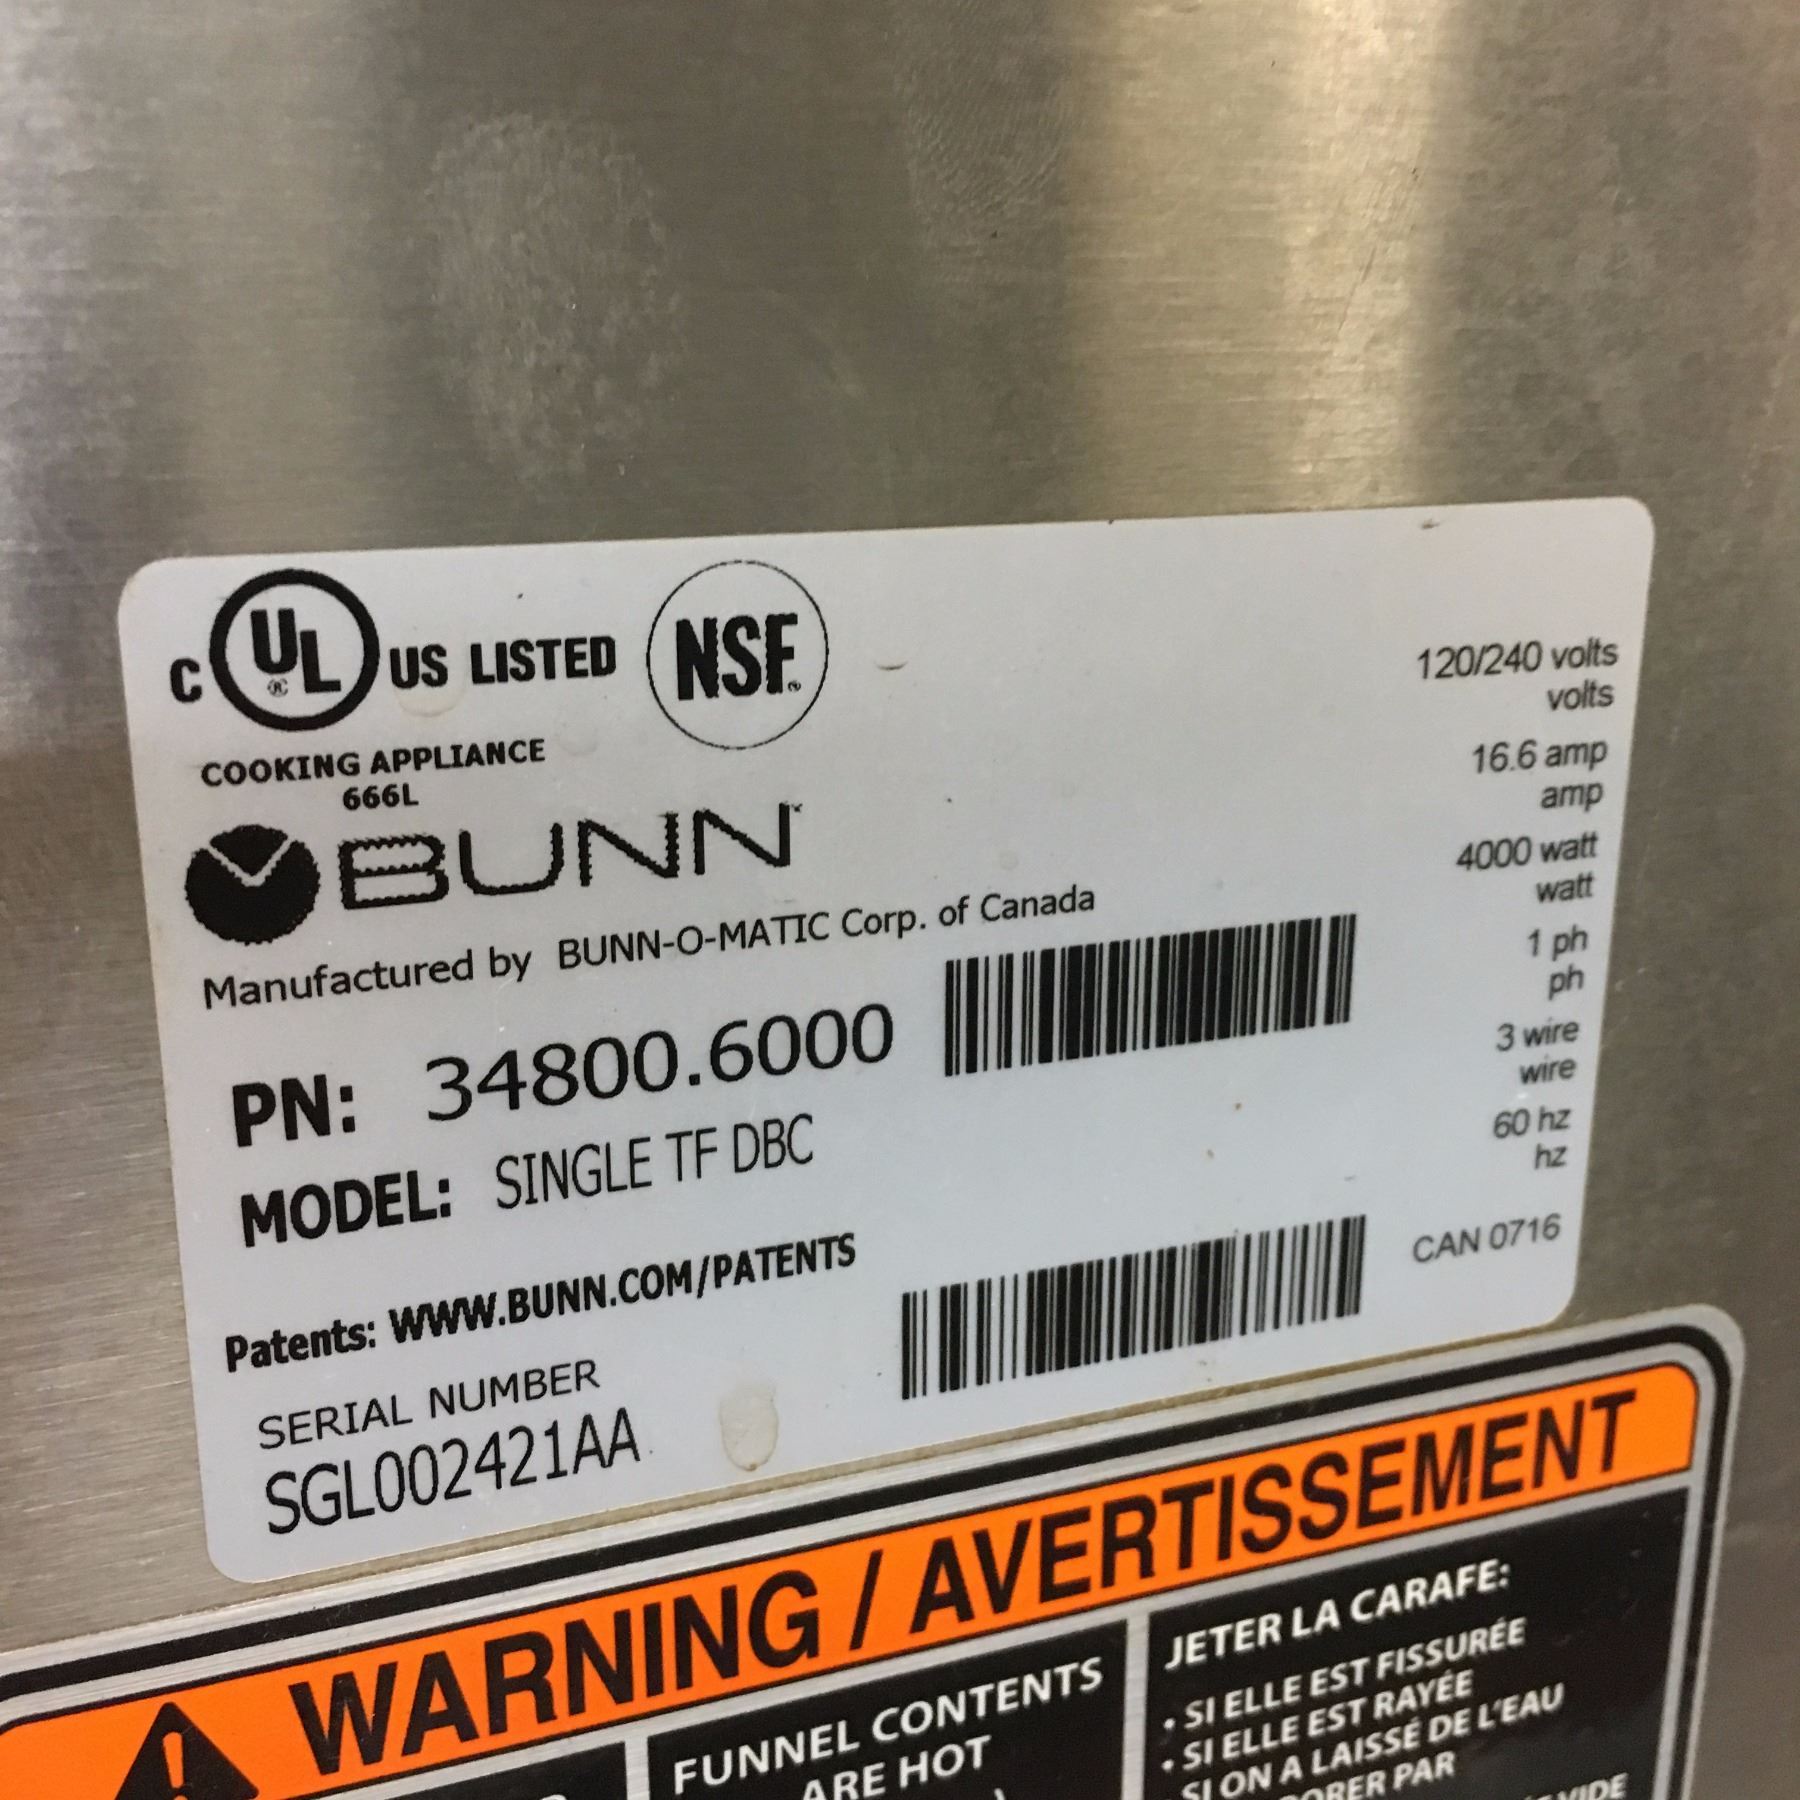 C UL US LISTED NSF.
COOKING APPLIANCE
666L
BUNN
Manufactured by BUNN-O-MATIC Corp. of Canada
PN: 34800.6000
MODEL: SINGLE TF DBC
Patents: WWW.BUNN.COM/PATENTS
SERIAL NUMBER
SGL002421AA
120/240 volts
volts
16.6 amp
amp
4000 watt
watt
1 ph
ph
3 wire
wire
60 hz
hz
CAN 0716
WARNING / AVERTISSEMENT
FUNNEL CONTENTS
ARE HOT
JETER LA CARAFE:
• SI ELLE EST FISSURÉE
• SI ELLE EST RAYÉE
SI ON A LAISSÉ DE L'EAU
PAR